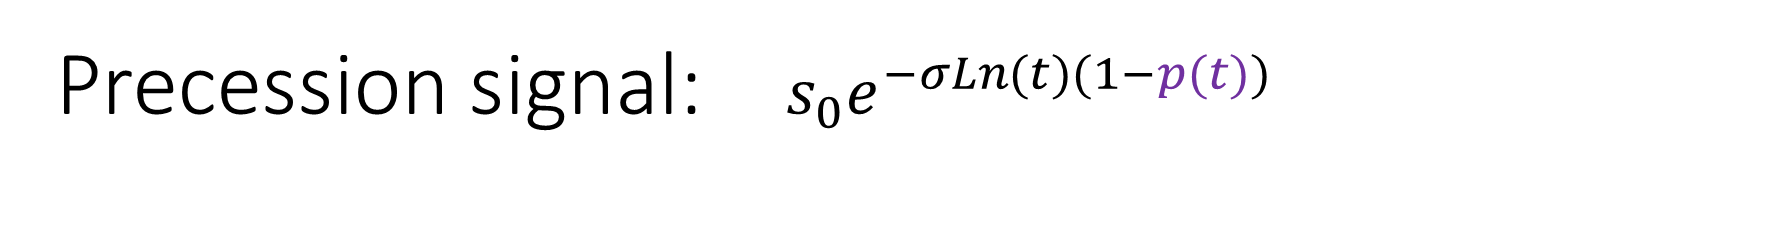 Precession signal: s₀e^{−σLn(t)(1−p(t))}